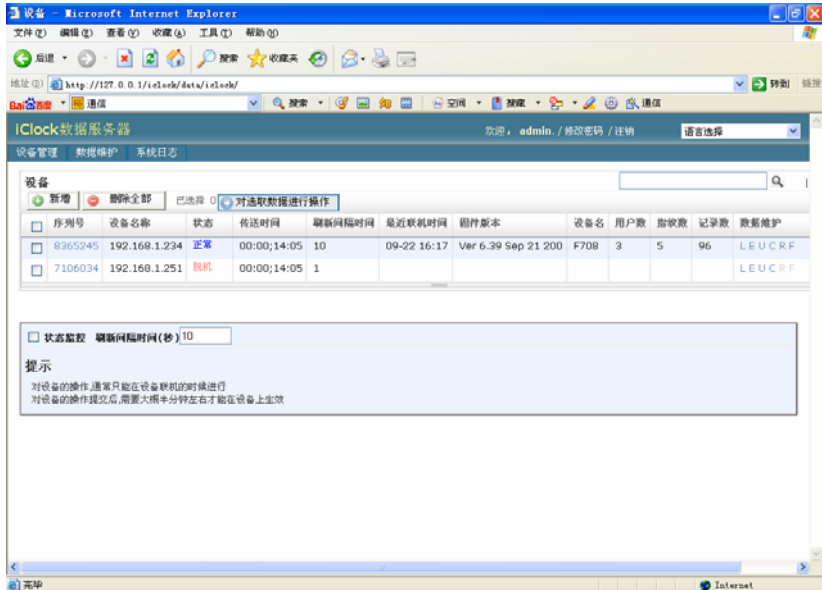 设备 - Microsoft Internet Explorer
文件(F) 编辑(E) 查看(V) 收藏(A) 工具(T) 帮助(H)
后退 搜索 收藏夹
地址(D) http://127.0.0.1/iclock/data/iclock/ 转到 链接
Bai百度 通信 搜索 空间 搜藏 通信
iClock数据服务器 欢迎, admin. /修改密码 /注销 语言选择
设备管理 数据维护 系统日志
设备
新增 删除全部 已选择 0 对选取数据进行操作
序列号 设备名称 状态 传送时间 刷新间隔时间 最近联机时间 固件版本 设备名 用户数 指纹数 记录数 数据维护
8365245 192.168.1.234 正常 00:00;14:05 10 09-22 16:17 Ver 6.39 Sep 21 200 F708 3 5 96 L E U C R F
7106034 192.168.1.251 脱机 00:00;14:05 1 L E U C R F
状态监控 刷新间隔时间(秒) 10
提示
对设备的操作,通常只能在设备联机的时候进行
对设备的操作提交后,需要大概半分钟左右才能在设备上生效
完毕 Internet